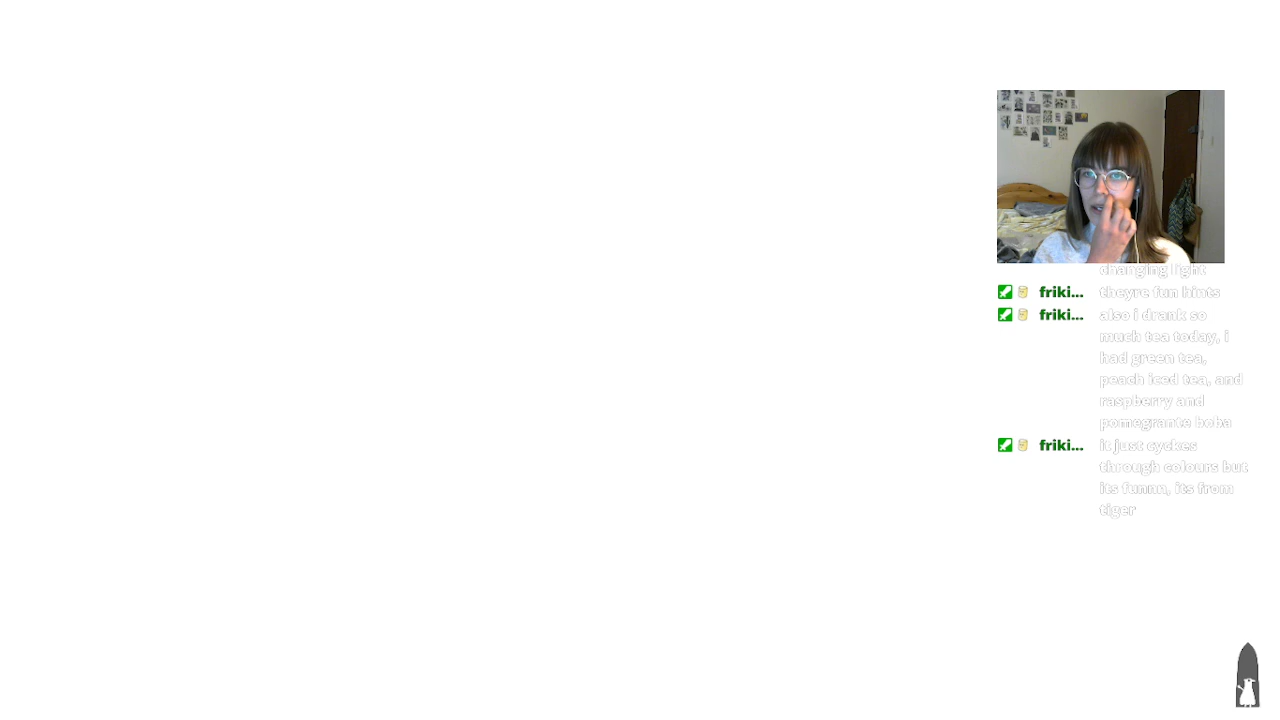 changing light
friki... theyre fun hints
friki... also i drank so
much tea today, i
had green tea,
peach iced tea, and
raspberry and
pomegrante boba
friki... it just cyckes
through colours but
its funnn, its from
tiger